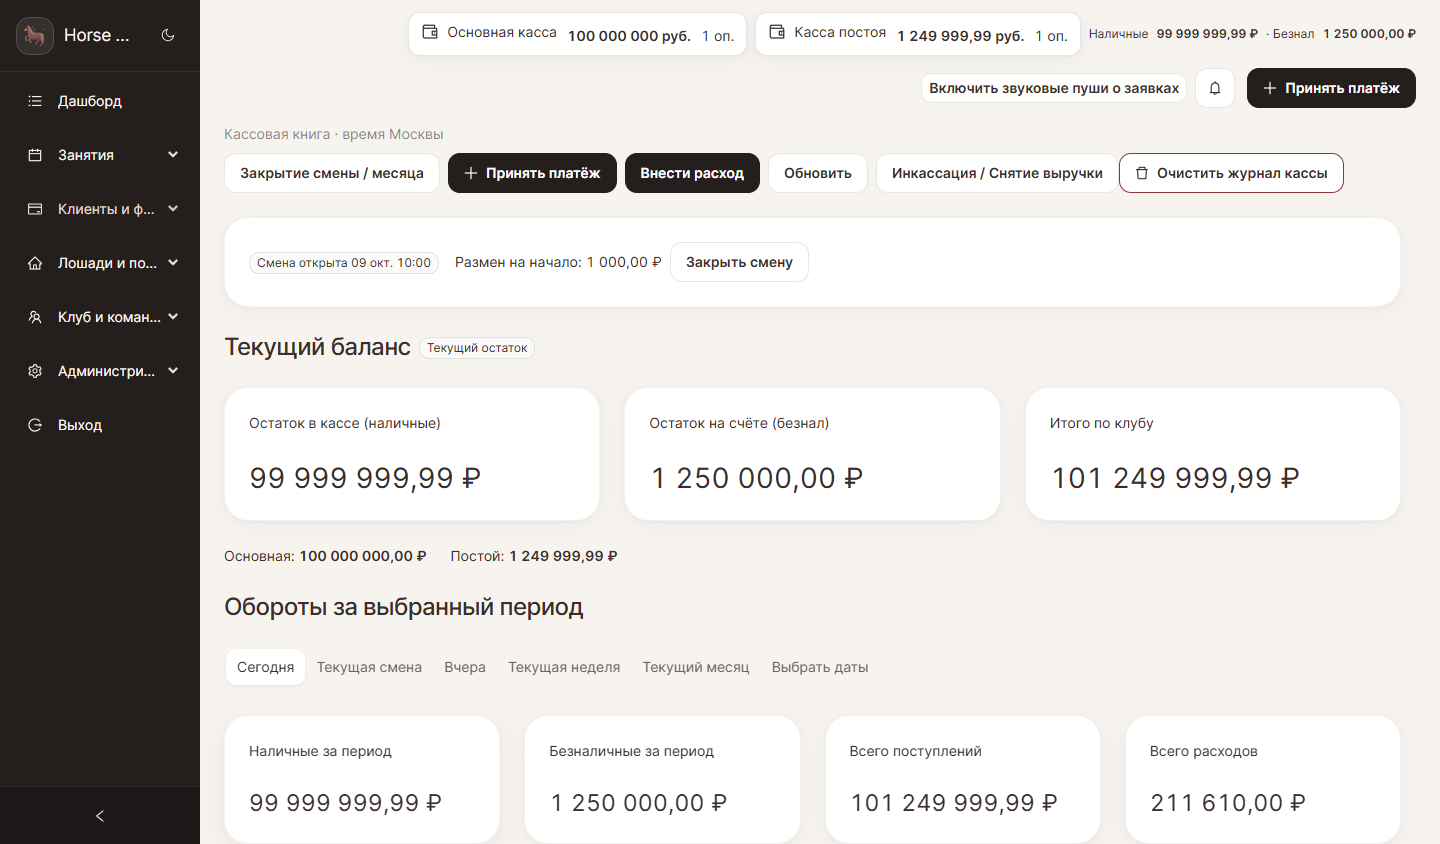 Horse ...
Основная касса 100 000 000 руб. 1 оп.
Касса постоя 1 249 999,99 руб. 1 оп.
Наличные 99 999 999,99 ₽ · Безнал 1 250 000,00 ₽
Включить звуковые пуши о заявках
Принять платёж
Дашборд
Занятия
Клиенты и ф...
Лошади и по...
Клуб и коман...
Администри...
Выход
Кассовая книга · время Москвы
Закрытие смены / месяца
Принять платёж
Внести расход
Обновить
Инкассация / Снятие выручки
Очистить журнал кассы
Смена открыта 09 окт. 10:00
Размен на начало: 1 000,00 ₽
Закрыть смену
Текущий баланс
Текущий остаток
Остаток в кассе (наличные)
99 999 999,99 ₽
Остаток на счёте (безнал)
1 250 000,00 ₽
Итого по клубу
101 249 999,99 ₽
Основная: 100 000 000,00 ₽ Постой: 1 249 999,99 ₽
Обороты за выбранный период
Сегодня
Текущая смена
Вчера
Текущая неделя
Текущий месяц
Выбрать даты
Наличные за период
99 999 999,99 ₽
Безналичные за период
1 250 000,00 ₽
Всего поступлений
101 249 999,99 ₽
Всего расходов
211 610,00 ₽